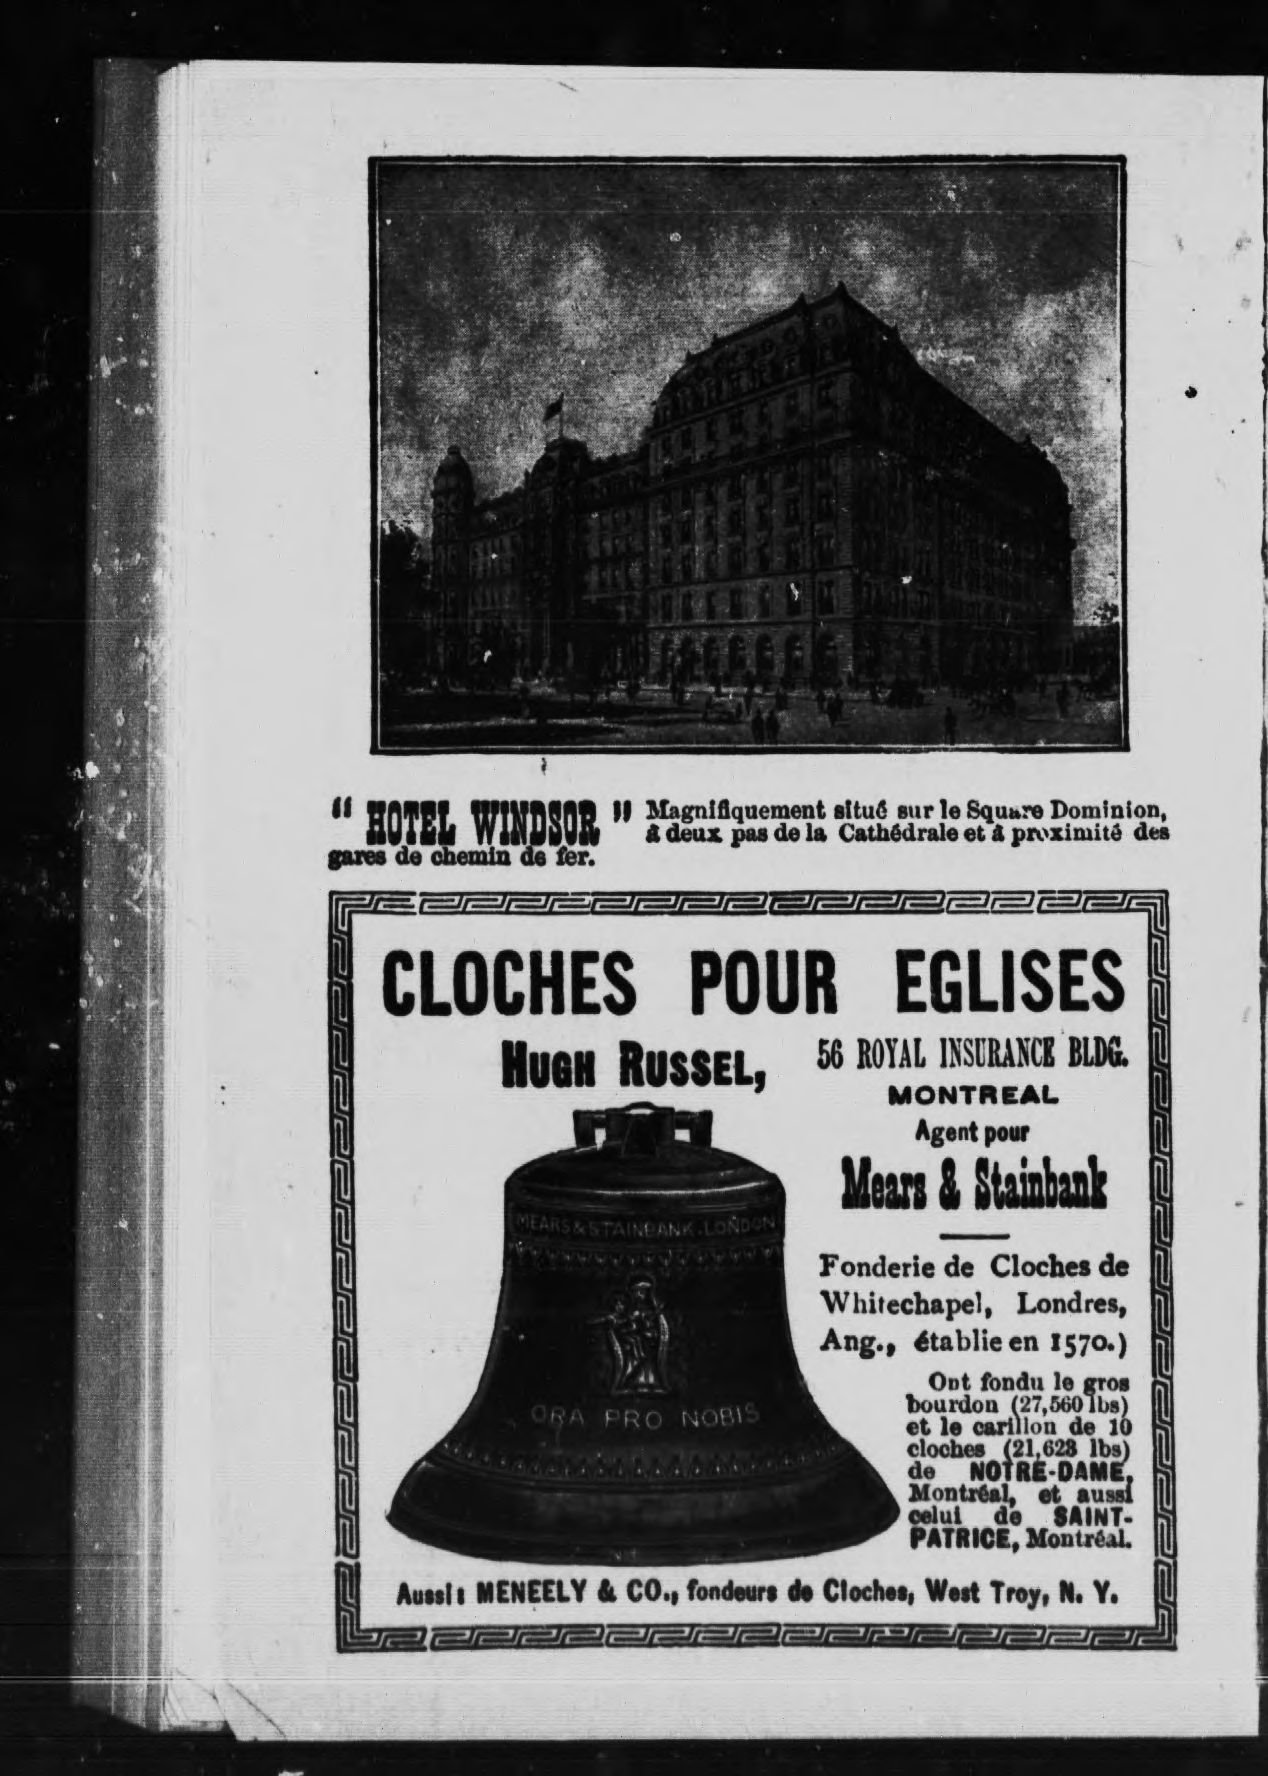 “ HOTEL WINDSOR ” Magnifiquement situé sur le Square Dominion,
à deux pas de la Cathédrale et à proximité des
gares de chemin de fer.
CLOCHES POUR EGLISES
HUGH RUSSEL,
56 ROYAL INSURANCE BLDG.
MONTREAL
Agent pour
Mears & Stainbank
MEARS & STAINBANK. LONDON
ORA PRO NOBIS
Fonderie de Cloches de
Whitechapel, Londres,
Ang., établie en 1570.)
Ont fondu le gros
bourdon (27,560 lbs)
et le carillon de 10
cloches (21,623 lbs)
de NOTRE-DAME,
Montréal, et aussi
celui de SAINT-
PATRICE, Montréal.
Aussi: MENEELY & CO., fondeurs de Cloches, West Troy, N. Y.